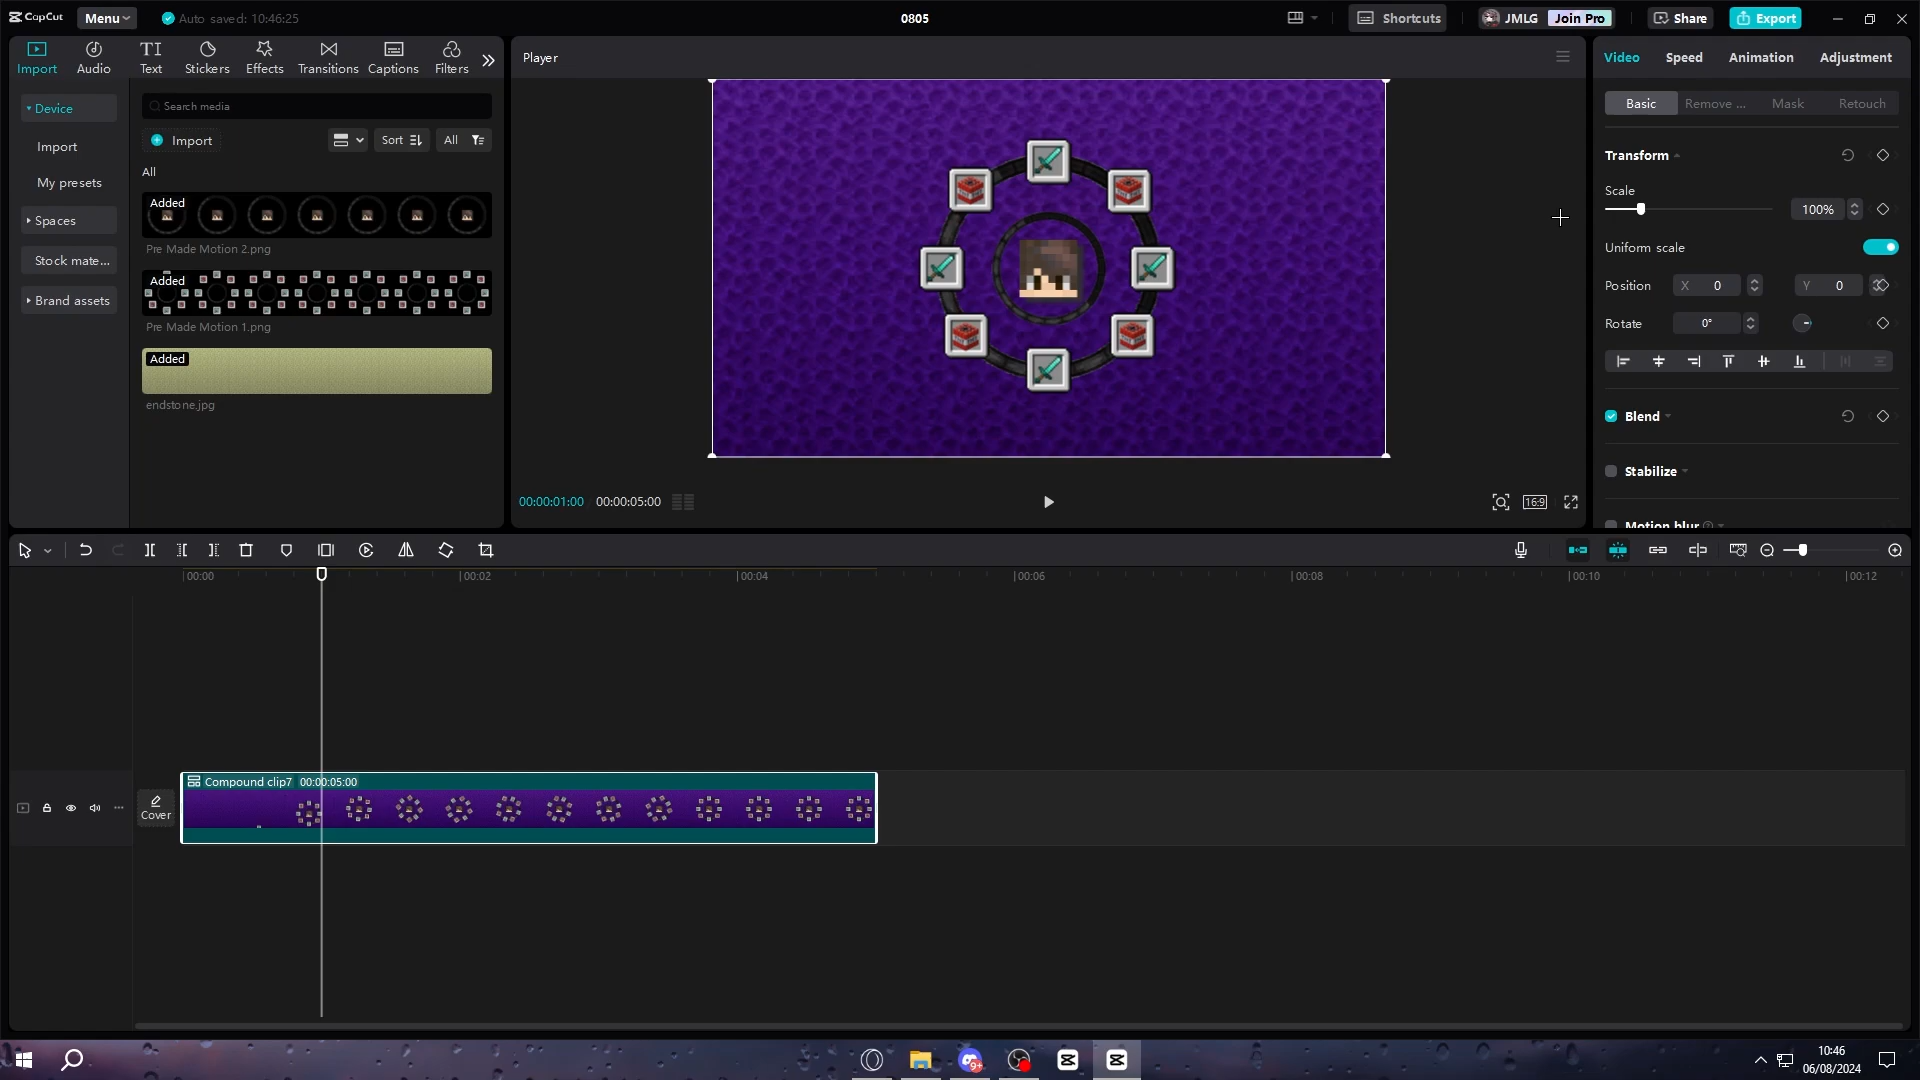 CapCut
Menu
Auto saved: 10:46:25
0805
Shortcuts
JMLG
Join Pro
Share
Export
Import
Audio
TI
Text
Stickers
Effects
Transitions
Captions
Filters
Player
Video
Speed
Animation
Adjustment
Device
Import
My presets
Spaces
Stock mate...
Brand assets
Search media
Import
Sort
All
All
Added
Pre Made Motion 2.png
Added
Pre Made Motion 1.png
Added
endstone.jpg
00:00:01:00
00:00:05:00
16:9
Basic
Remove ...
Mask
Retouch
Transform
Scale
100%
Uniform scale
Position
X
0
Y
0
Rotate
0°
Blend
Stabilize
Motion blur
00:00
00:02
00:04
00:06
00:08
00:10
00:12
Cover
Compound clip7
00:00:05:00
9+
10:46
06/08/2024